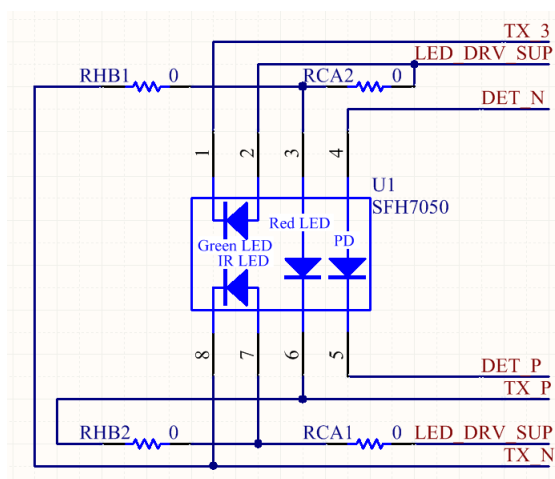 TX_3
LED_DRV_SUP
RHB1 0 RCA2 0
DET_N
1 2 3 4
U1
SFH7050
Red LED
PD
Green LED
IR LED
8 7 6 5
DET_P
TX_P
RHB2 0 RCA1 0 LED_DRV_SUP
TX_N